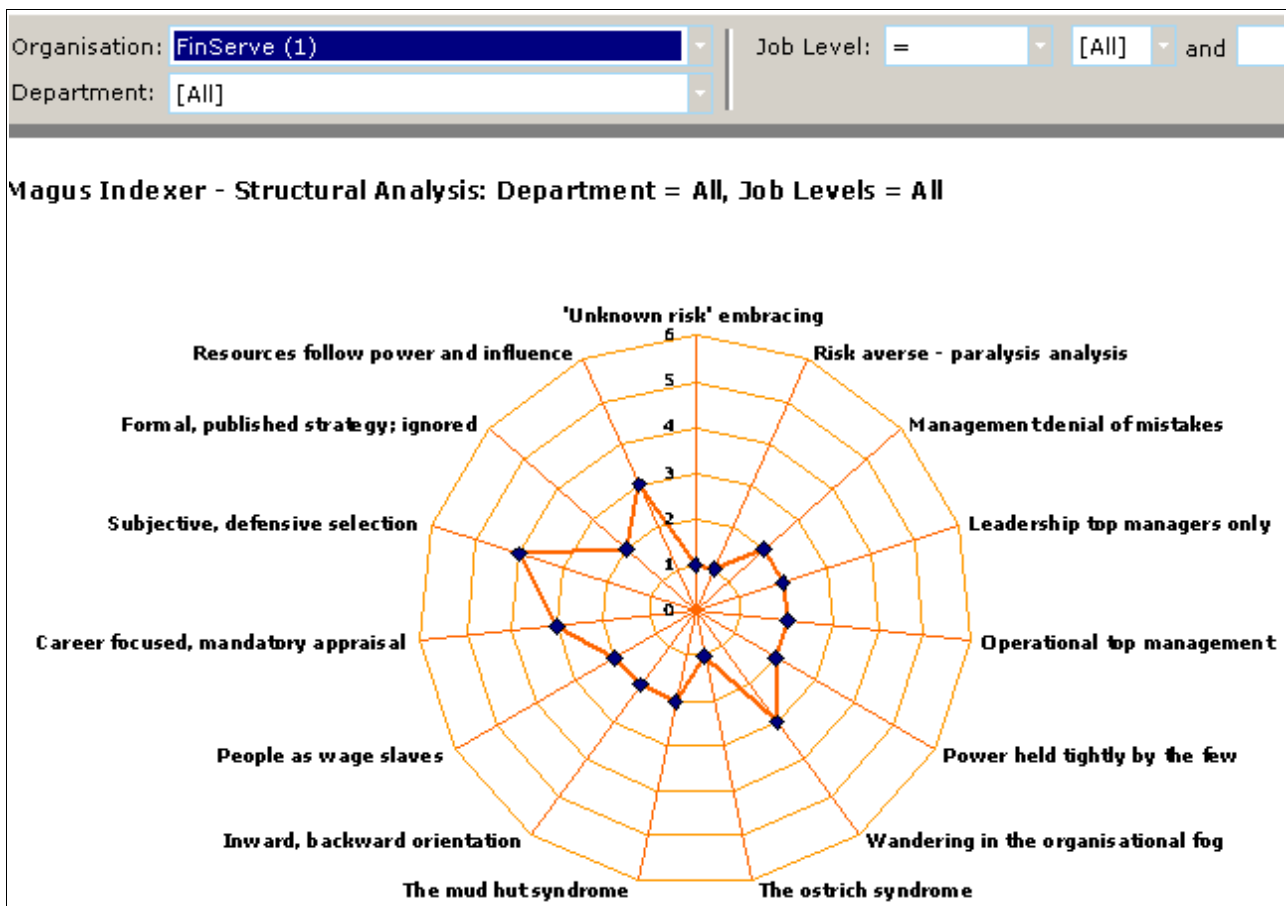 Organisation: FinServe (1) Job Level: = [All] and
Department: [All]
Magus Indexer - Structural Analysis: Department = All, Job Levels = All
'Unknown risk' embracing
6
Resources follow power and influence
Risk averse - paralysis analysis
5
Formal, published strategy; ignored
4
Management denial of mistakes
3
Subjective, defensive selection
Leadership top managers only
2
1
0
Career focused, mandatory appraisal
Operational top management
People as wage slaves
Power held tightly by the few
Inward, backward orientation
Wandering in the organisational fog
The mud hut syndrome
The ostrich syndrome